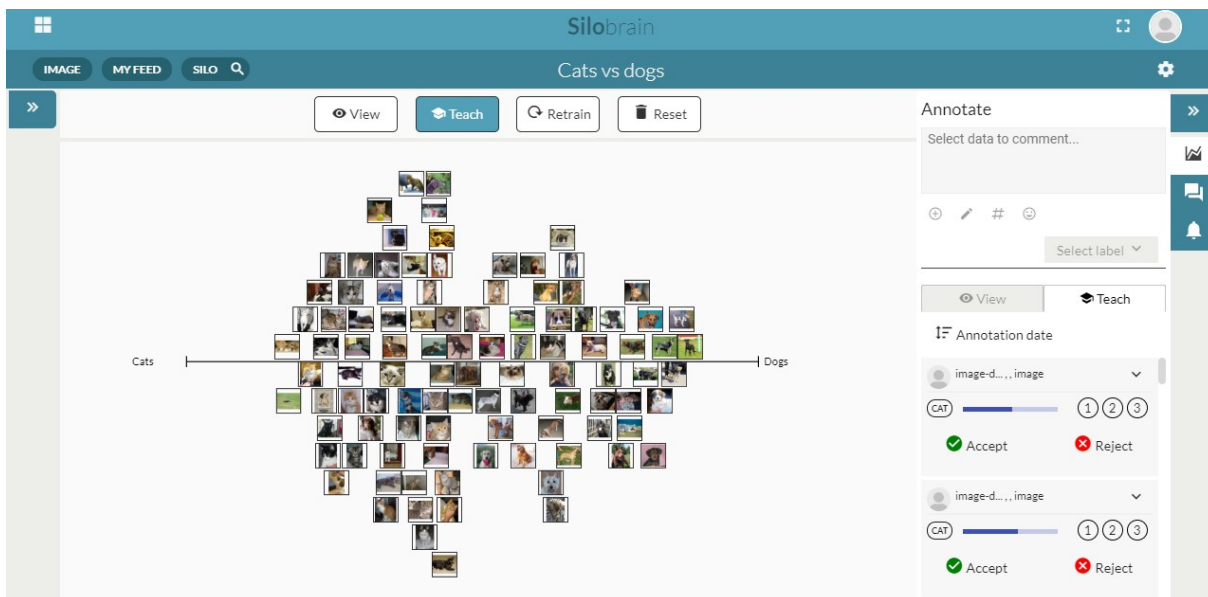 Silobrain
IMAGE MY FEED SILO Cats vs dogs
View Teach Retrain Reset
Cats Dogs
Annotate
Select data to comment...
#
Select label
View Teach
Annotation date
image-d...,, image
CAT 1 2 3
Accept Reject
image-d...,, image
CAT 1 2 3
Accept Reject